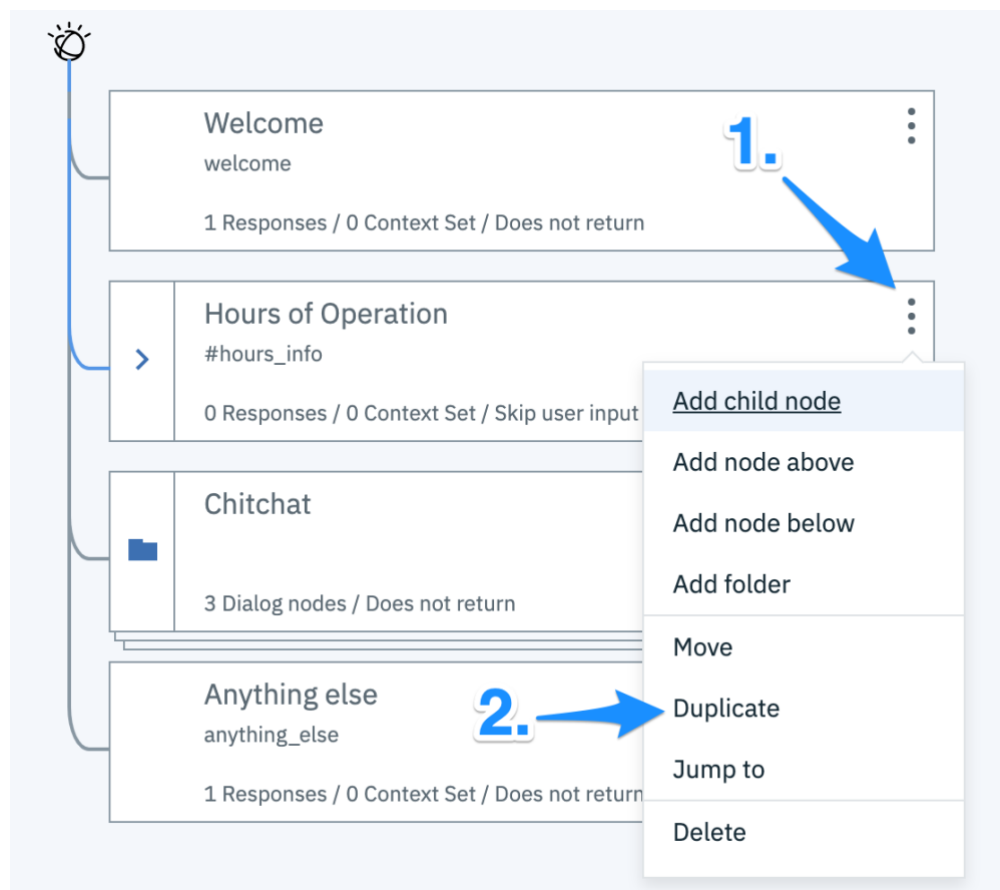 Welcome
welcome
1 Responses / 0 Context Set / Does not return
1.
Hours of Operation
#hours_info
0 Responses / 0 Context Set / Skip user input
Chitchat
3 Dialog nodes / Does not return
Anything else
anything_else
1 Responses / 0 Context Set / Does not return
2.
Add child node
Add node above
Add node below
Add folder
Move
Duplicate
Jump to
Delete